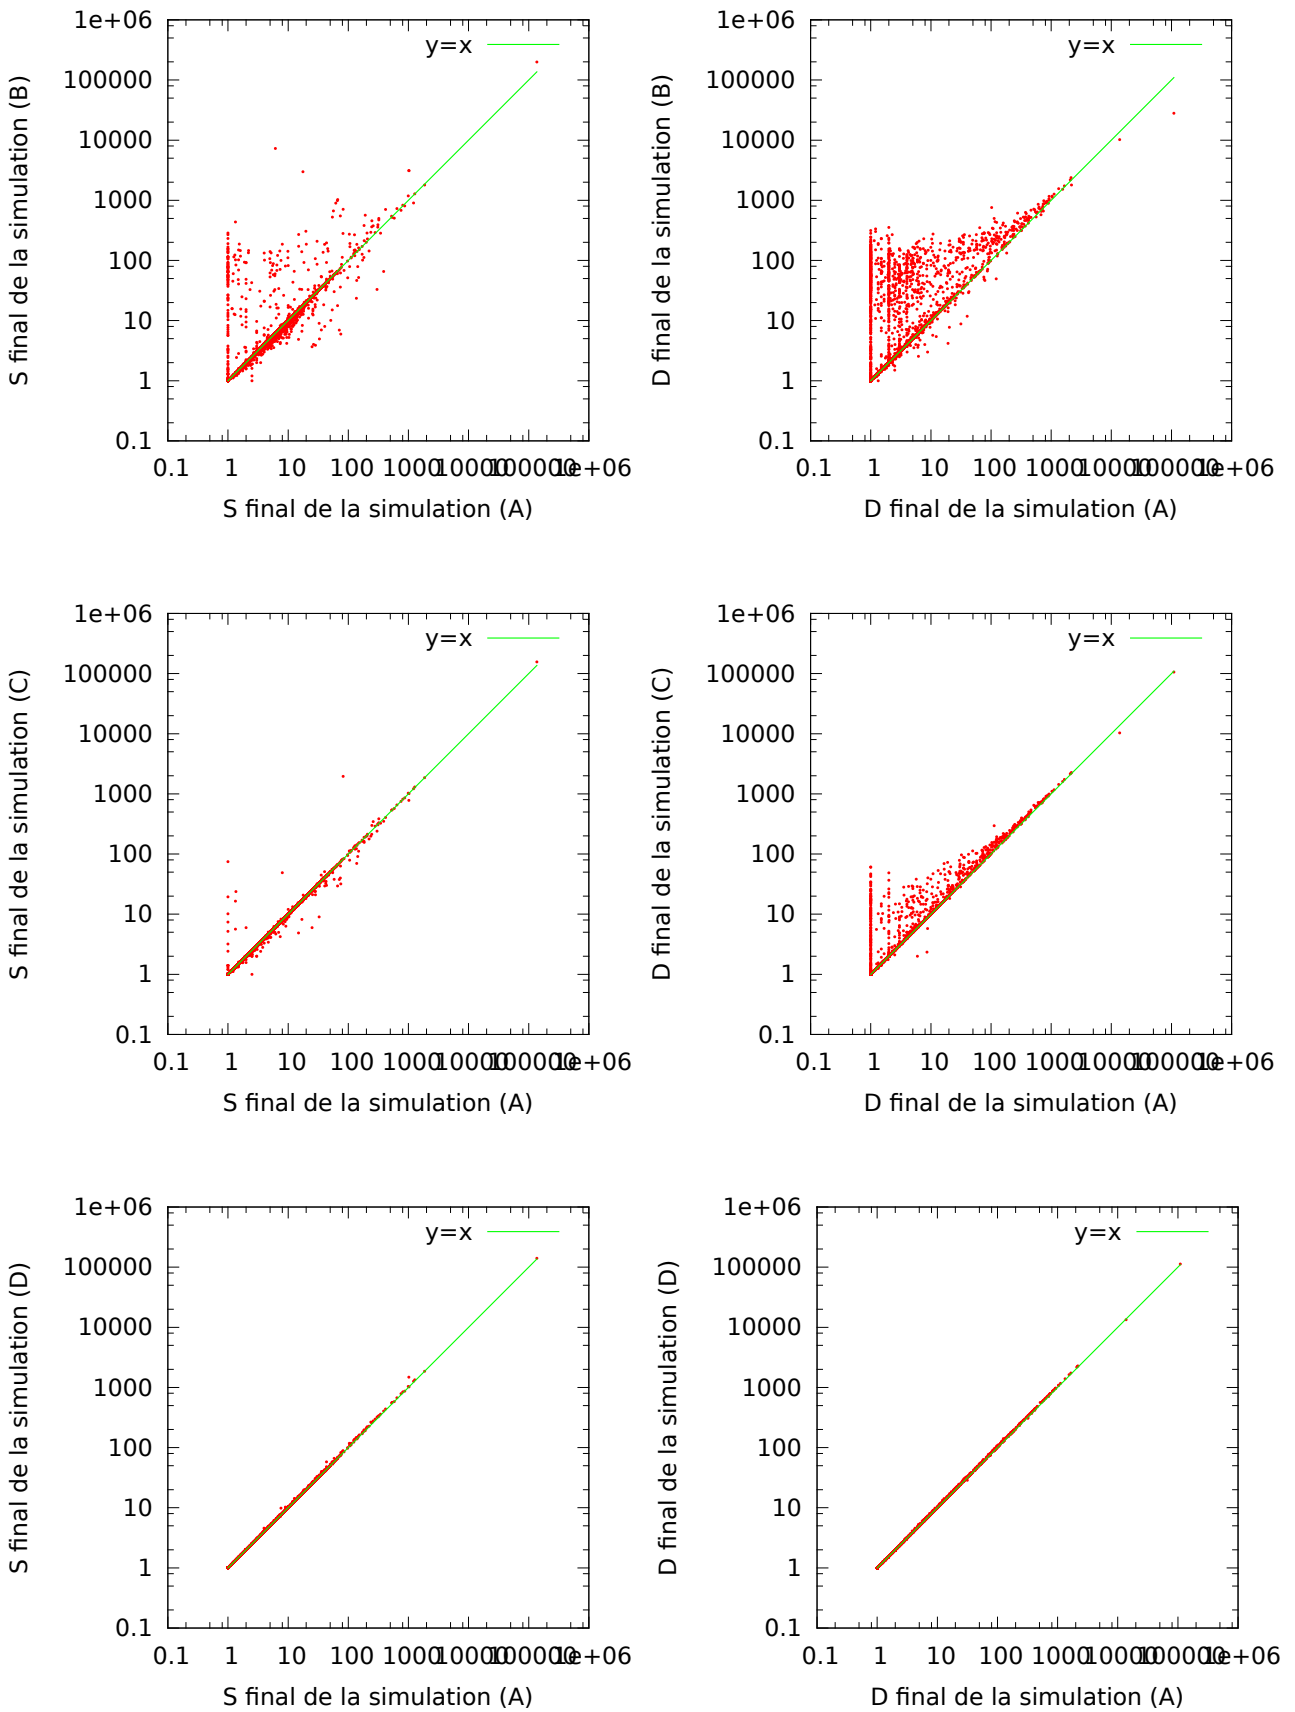 1e+06
100000
10000
1000
100
10
1
0.1
0.1 1 10 100 1000 10000 100000 1e+06
S final de la simulation (B)
S final de la simulation (A)
y=x
1e+06
100000
10000
1000
100
10
1
0.1
0.1 1 10 100 1000 10000 100000 1e+06
D final de la simulation (B)
D final de la simulation (A)
y=x
1e+06
100000
10000
1000
100
10
1
0.1
0.1 1 10 100 1000 10000 100000 1e+06
S final de la simulation (C)
S final de la simulation (A)
y=x
1e+06
100000
10000
1000
100
10
1
0.1
0.1 1 10 100 1000 10000 100000 1e+06
D final de la simulation (C)
D final de la simulation (A)
y=x
1e+06
100000
10000
1000
100
10
1
0.1
0.1 1 10 100 1000 10000 100000 1e+06
S final de la simulation (D)
S final de la simulation (A)
y=x
1e+06
100000
10000
1000
100
10
1
0.1
0.1 1 10 100 1000 10000 100000 1e+06
D final de la simulation (D)
D final de la simulation (A)
y=x